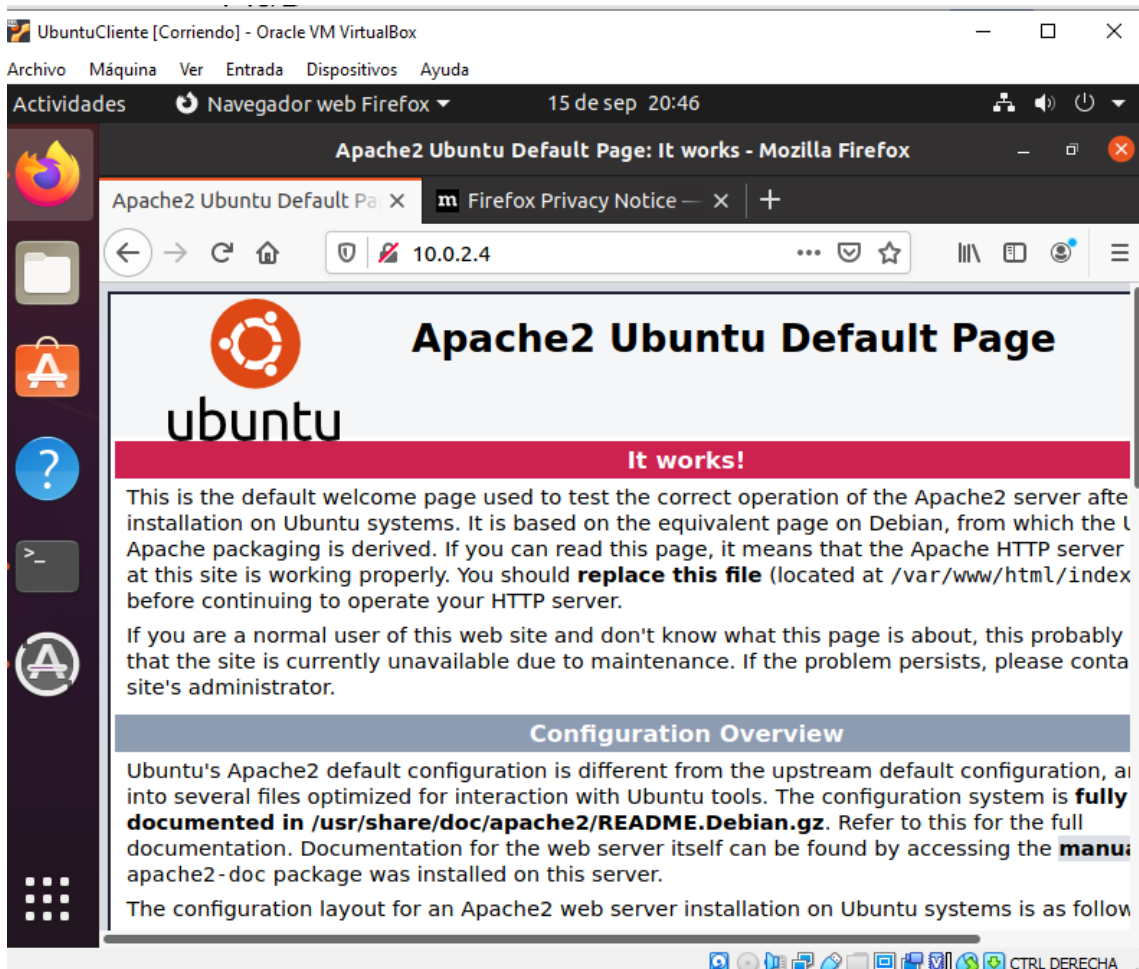 UbuntuCliente [Corriendo] - Oracle VM VirtualBox
Archivo Máquina Ver Entrada Dispositivos Ayuda
Actividades Navegador web Firefox 15 de sep 20:46
Apache2 Ubuntu Default Page: It works - Mozilla Firefox
Apache2 Ubuntu Default Pa Firefox Privacy Notice —
10.0.2.4
ubuntu
Apache2 Ubuntu Default Page
It works!
This is the default welcome page used to test the correct operation of the Apache2 server afte
installation on Ubuntu systems. It is based on the equivalent page on Debian, from which the U
Apache packaging is derived. If you can read this page, it means that the Apache HTTP server
at this site is working properly. You should replace this file (located at /var/www/html/index
before continuing to operate your HTTP server.
If you are a normal user of this web site and don't know what this page is about, this probably
that the site is currently unavailable due to maintenance. If the problem persists, please conta
site's administrator.
Configuration Overview
Ubuntu's Apache2 default configuration is different from the upstream default configuration, a
into several files optimized for interaction with Ubuntu tools. The configuration system is fully
documented in /usr/share/doc/apache2/README.Debian.gz. Refer to this for the full
documentation. Documentation for the web server itself can be found by accessing the manua
apache2-doc package was installed on this server.
The configuration layout for an Apache2 web server installation on Ubuntu systems is as follow
CTRL DERECHA